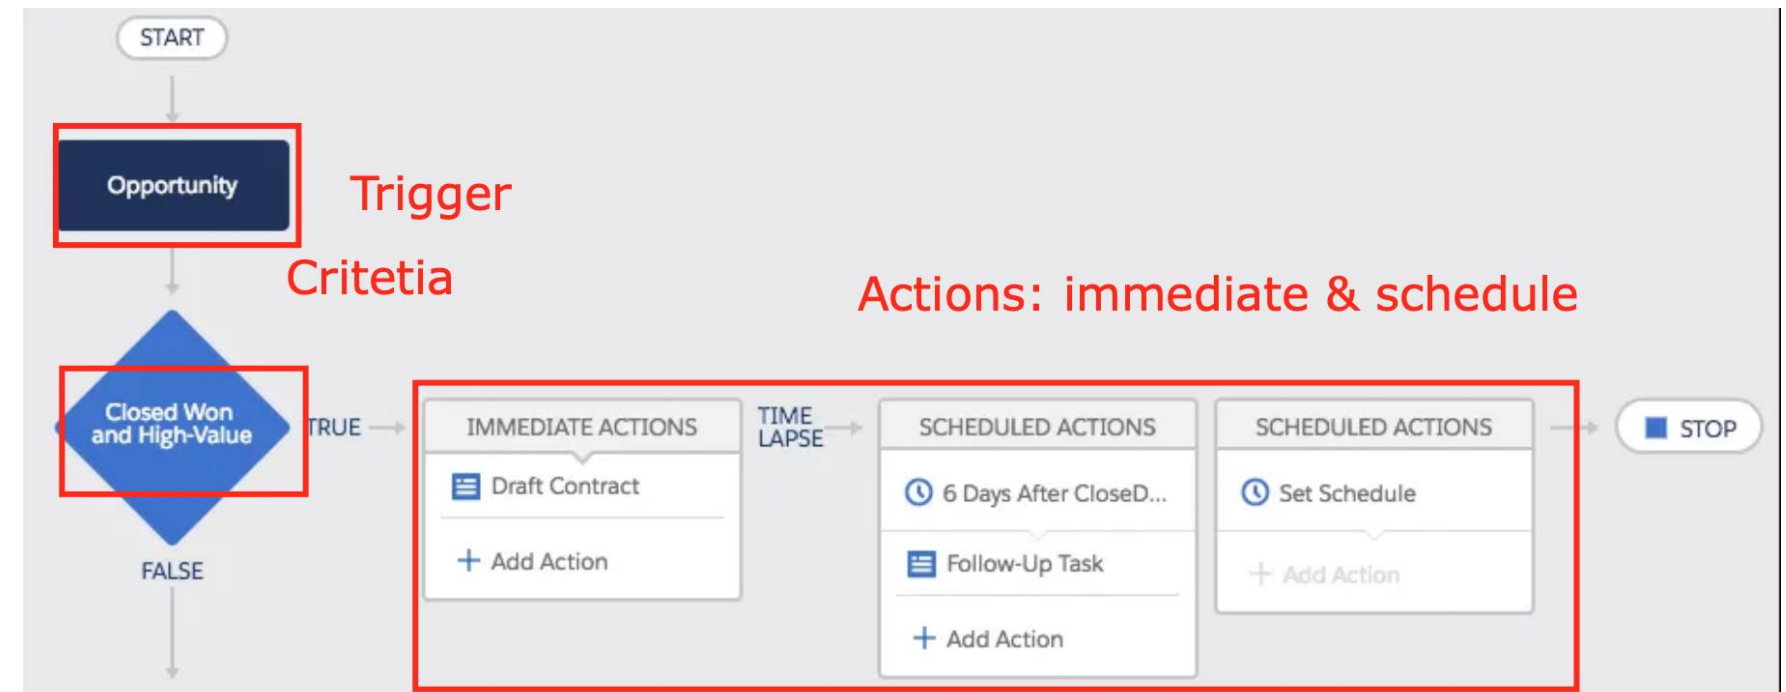 START
Opportunity
Trigger
Critetia
Actions: immediate & schedule
Closed Won
and High-Value
TRUE
IMMEDIATE ACTIONS
Draft Contract
Add Action
TIME
LAPSE
SCHEDULED ACTIONS
6 Days After CloseD...
Follow-Up Task
Add Action
SCHEDULED ACTIONS
Set Schedule
Add Action
STOP
FALSE